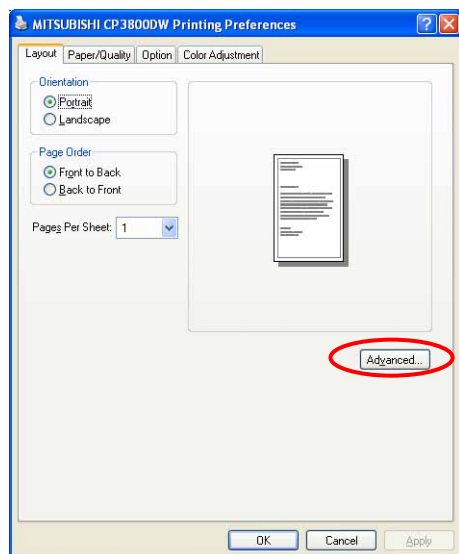 MITSUBISHI CP3800DW Printing Preferences
Layout Paper/Quality Option Color Adjustment
Orientation
Portrait
Landscape
Page Order
Front to Back
Back to Front
Pages Per Sheet: 1
Advanced...
OK Cancel Apply